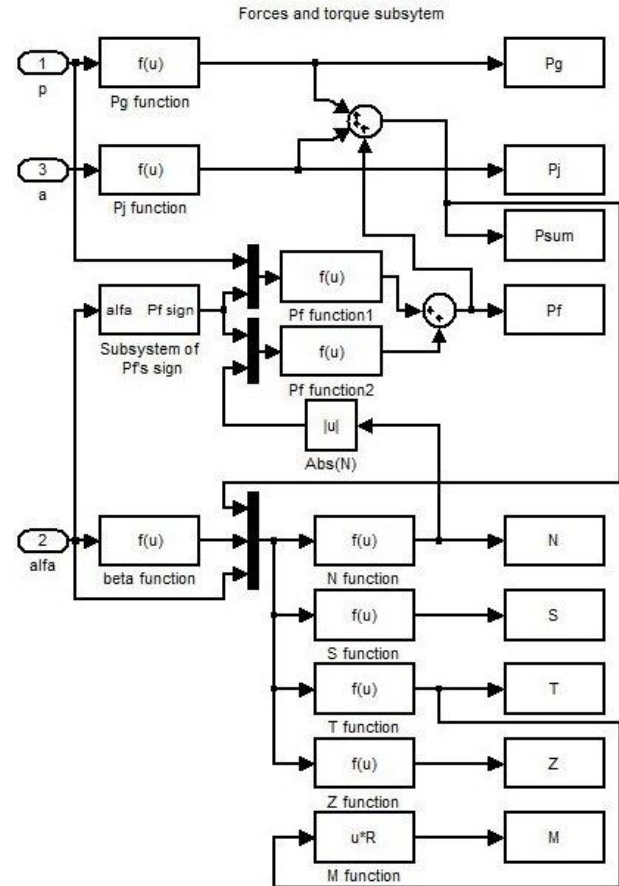 Forces and torque subsytem
1
p
f(u)
Pg function
Pg
3
a
f(u)
Pj function
Pj
Psum
alfa Pf sign
Subsystem of
Pf's sign
f(u)
Pf function1
Pf
f(u)
Pf function2
|u|
Abs(N)
2
alfa
f(u)
beta function
f(u)
N function
N
f(u)
S function
S
f(u)
T function
T
f(u)
Z function
Z
u*R
M function
M